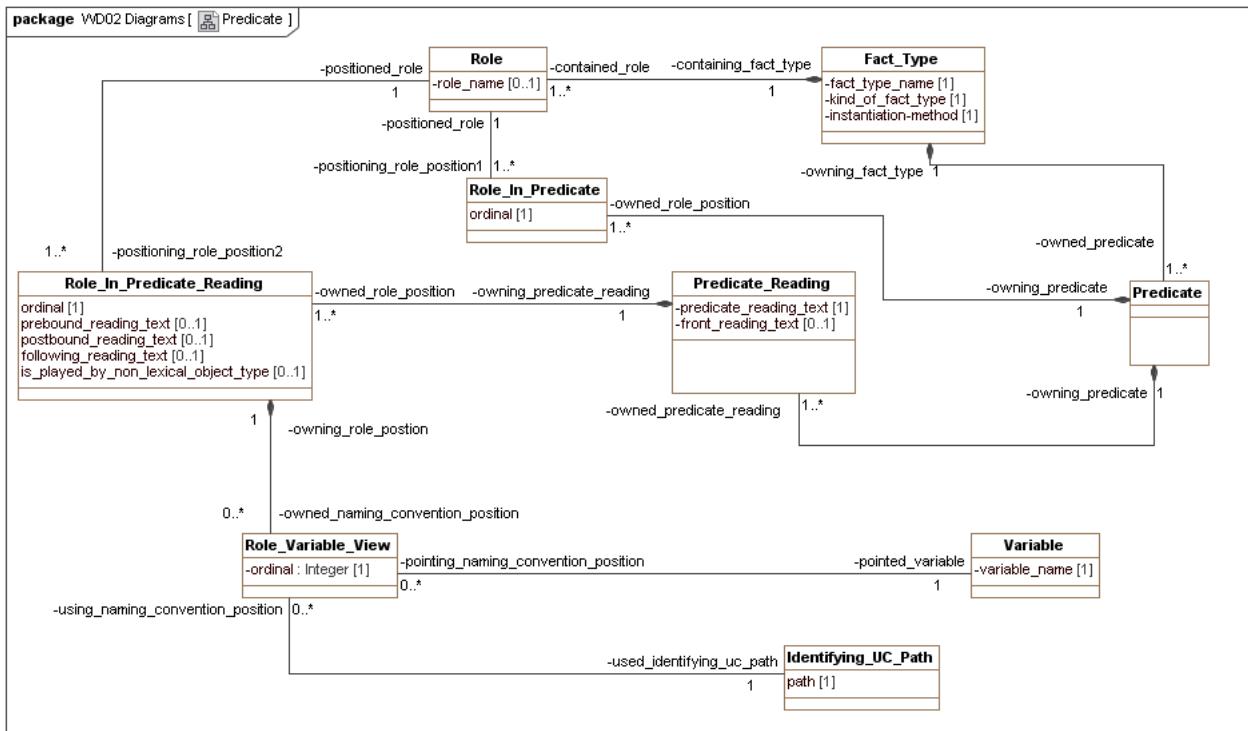 package WD02 Diagrams [ Predicate ]
Role
-role_name [0..1]
Fact_Type
-fact_type_name [1]
-kind_of_fact_type [1]
-instantiation-method [1]
-positioned_role
1
-contained_role
1..*
-containing_fact_type
1
-positioned_role 1
-positioning_role_position1 1..*
-owning_fact_type 1
Role_In_Predicate
ordinal [1]
-owned_role_position
1..*
-owned_predicate
1..*
1..*
-positioning_role_position2
Role_In_Predicate_Reading
ordinal [1]
prebound_reading_text [0..1]
postbound_reading_text [0..1]
following_reading_text [0..1]
is_played_by_non_lexical_object_type [0..1]
-owned_role_position
1..*
-owning_predicate_reading
1
Predicate_Reading
-predicate_reading_text [1]
-front_reading_text [0..1]
-owning_predicate
1
Predicate
-owning_predicate 1
-owned_predicate_reading 1..*
1
-owning_role_postion
0..*
-owned_naming_convention_position
Role_Variable_View
-ordinal : Integer [1]
-pointing_naming_convention_position
0..*
-pointed_variable
1
Variable
-variable_name [1]
-using_naming_convention_position 0..*
-used_identifying_uc_path
1
Identifying_UC_Path
path [1]